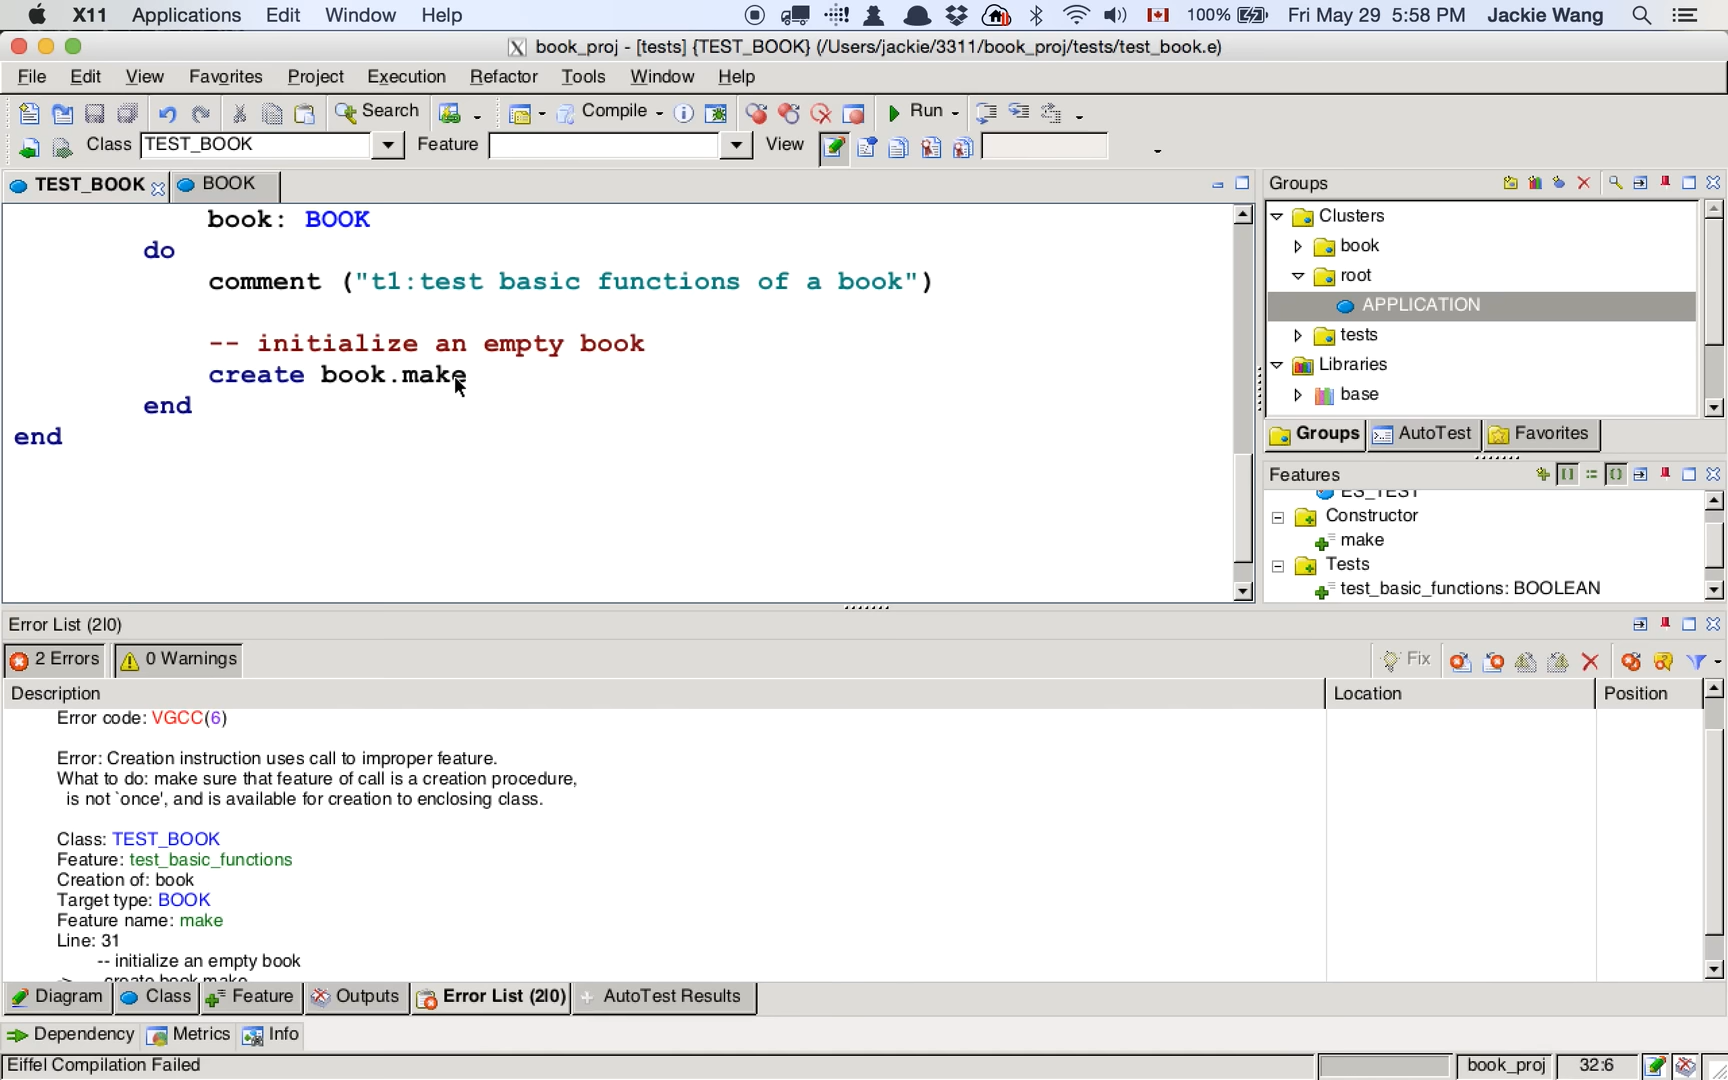 X11 Applications Edit Window Help 100% Fri May 29 5:58 PM Jackie Wang
book_proj - [tests] {TEST_BOOK} (/Users/jackie/3311/book_proj/tests/test_book.e)
File Edit View Favorites Project Execution Refactor Tools Window Help
Search Compile Run
Class TEST_BOOK Feature View
TEST_BOOK BOOK
book: BOOK
do
comment ("t1:test basic functions of a book")
-- initialize an empty book
create book.make
end
end
Groups
Clusters
book
root
APPLICATION
tests
Libraries
base
Groups AutoTest Favorites
Features
ES_TEST
Constructor
make
Tests
test_basic_functions: BOOLEAN
Error List (2|0)
2 Errors 0 Warnings Fix
Description Location Position
Error code: VGCC(6)
Error: Creation instruction uses call to improper feature.
What to do: make sure that feature of call is a creation procedure,
is not `once', and is available for creation to enclosing class.
Class: TEST_BOOK
Feature: test_basic_functions
Creation of: book
Target type: BOOK
Feature name: make
Line: 31
-- initialize an empty book
-> create book.make
Diagram Class Feature Outputs Error List (2|0) AutoTest Results
Dependency Metrics Info
Eiffel Compilation Failed book_proj 32:6